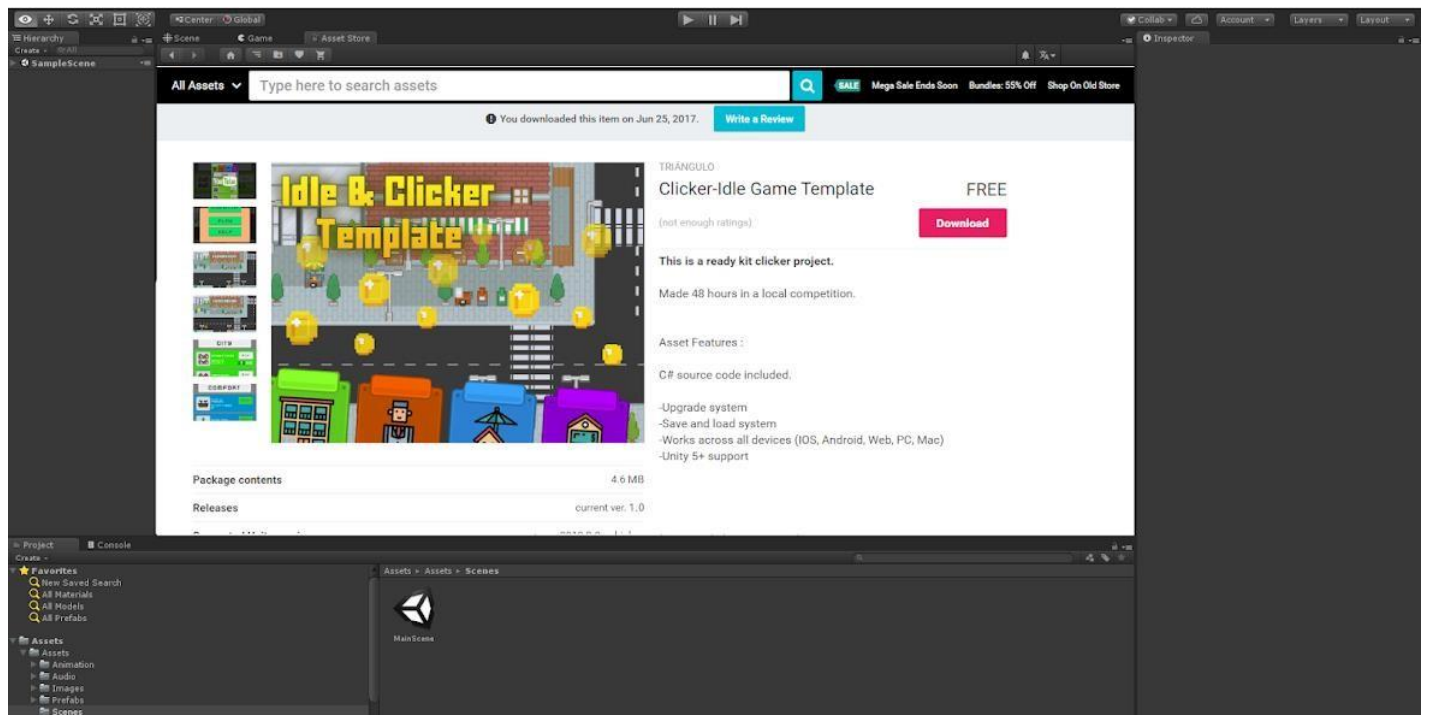 Center Global
Collab Account Layers Layout
Hierarchy
Scene Game Asset Store
Inspector
Create All
SampleScene
All Assets Type here to search assets SALE Mega Sale Ends Soon Bundles: 55% Off Shop On Old Store
You downloaded this item on Jun 25, 2017. Write a Review
Idle & Clicker
Template
CITY
COMFORT
TRIÁNGULO
Clicker-Idle Game Template FREE
(not enough ratings) Download
This is a ready kit clicker project.
Made 48 hours in a local competition.
Asset Features :
C# source code included.
-Upgrade system
-Save and load system
-Works across all devices (IOS, Android, Web, PC, Mac)
-Unity 5+ support
Package contents 4.6 MB
Releases current ver. 1.0
Project Console
Create
Favorites
New Saved Search
All Materials
All Models
All Prefabs
Assets
Assets
Animation
Audio
Images
Prefabs
Scenes
Assets Assets Scenes
MainScene